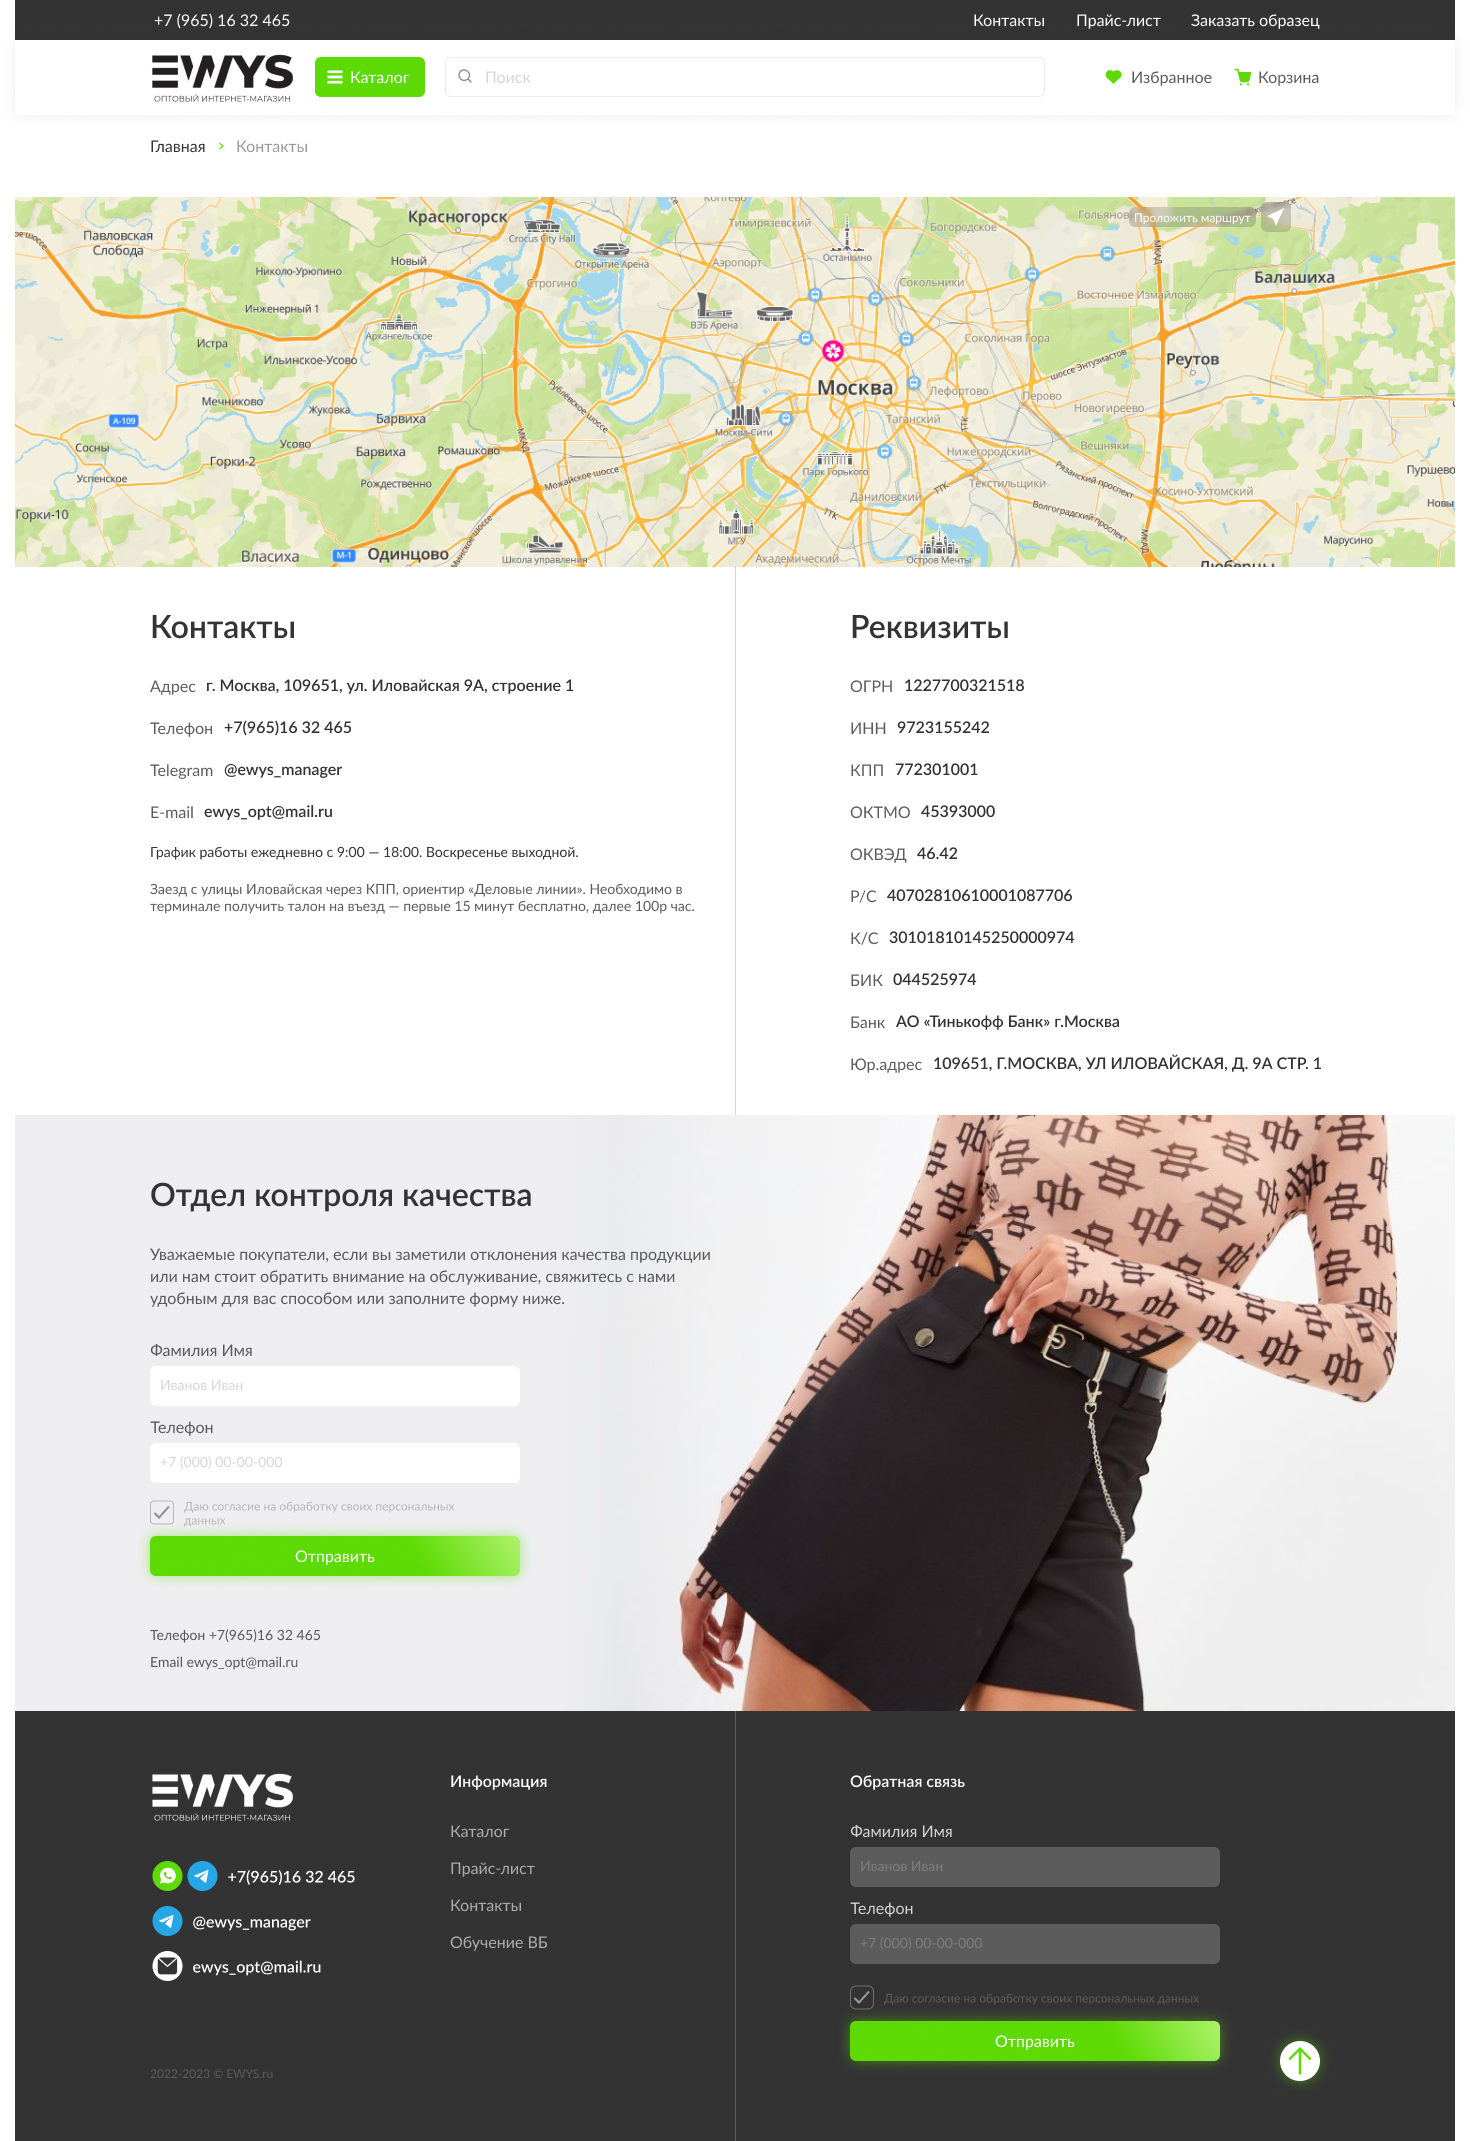 +7 (965) 16 32 465
Контакты
Прайс-лист
Заказать образец
EWYS
ОПТОВЫЙ ИНТЕРНЕТ-МАГАЗИН
Каталог
Поиск
Избранное
Корзина
Главная
Контакты
Красногорск
Crocus City Hall
Павловская
Слобода
Николо-Урюпино
Новый
Открытие Арена
Строгино
Тимирязевский
Аэропорт
Останкино
Богородское
Проложить маршрут
МКАД
Балашиха
Сокольники
Восточное Измайлово
Инженерный 1
Архангельское
ВЭБ Арена
Истра
Ильинское-Усово
Соколиная Гора
шоссе Энтузиастов
Реутов
Мечниково
Жуковка
Барвиха
Рублёвское шоссе
Москва
Лефортово
Перово
Новогиреево
А-109
Таганский
Москва-Сити
ТТК
МКАД
Сосны
Усово
Горки-2
Барвиха
Ромашково
Вешняки
Нижегородский
Парк Горького
Успенское
Рождественно
Можайское шоссе
Текстильщики
Рязанский проспект
Косино-Ухтомский
Даниловский
ТТК
Горки-10
ТТК
Волгоградский проспект
МКАД
Марусино
Власиха
М-1
Одинцово
Минское шоссе
Школа управления
МГУ
Академический
Остров Мечты
Люберцы
Контакты
Адрес г. Москва, 109651, ул. Иловайская 9А, строение 1
Телефон +7(965)16 32 465
Telegram @ewys_manager
E-mail ewys_opt@mail.ru
График работы ежедневно с 9:00 — 18:00. Воскресенье выходной.
Заезд с улицы Иловайская через КПП, ориентир «Деловые линии». Необходимо в
терминале получить талон на въезд — первые 15 минут бесплатно, далее 100р час.
Реквизиты
ОГРН 1227700321518
ИНН 9723155242
КПП 772301001
ОКТМО 45393000
ОКВЭД 46.42
Р/С 40702810610001087706
К/С 30101810145250000974
БИК 044525974
Банк АО «Тинькофф Банк» г.Москва
Юр.адрес 109651, Г.МОСКВА, УЛ ИЛОВАЙСКАЯ, Д. 9А СТР. 1
Отдел контроля качества
Уважаемые покупатели, если вы заметили отклонения качества продукции
или нам стоит обратить внимание на обслуживание, свяжитесь с нами
удобным для вас способом или заполните форму ниже.
Фамилия Имя
Иванов Иван
Телефон
+7 (000) 00-00-000
Даю согласие на обработку своих персональных
данных
Отправить
Телефон +7(965)16 32 465
Email ewys_opt@mail.ru
EWYS
ОПТОВЫЙ ИНТЕРНЕТ-МАГАЗИН
+7(965)16 32 465
@ewys_manager
ewys_opt@mail.ru
2022-2023 © EWYS.ru
Информация
Каталог
Прайс-лист
Контакты
Обучение ВБ
Обратная связь
Фамилия Имя
Иванов Иван
Телефон
+7 (000) 00-00-000
Даю согласие на обработку своих персональных данных
Отправить